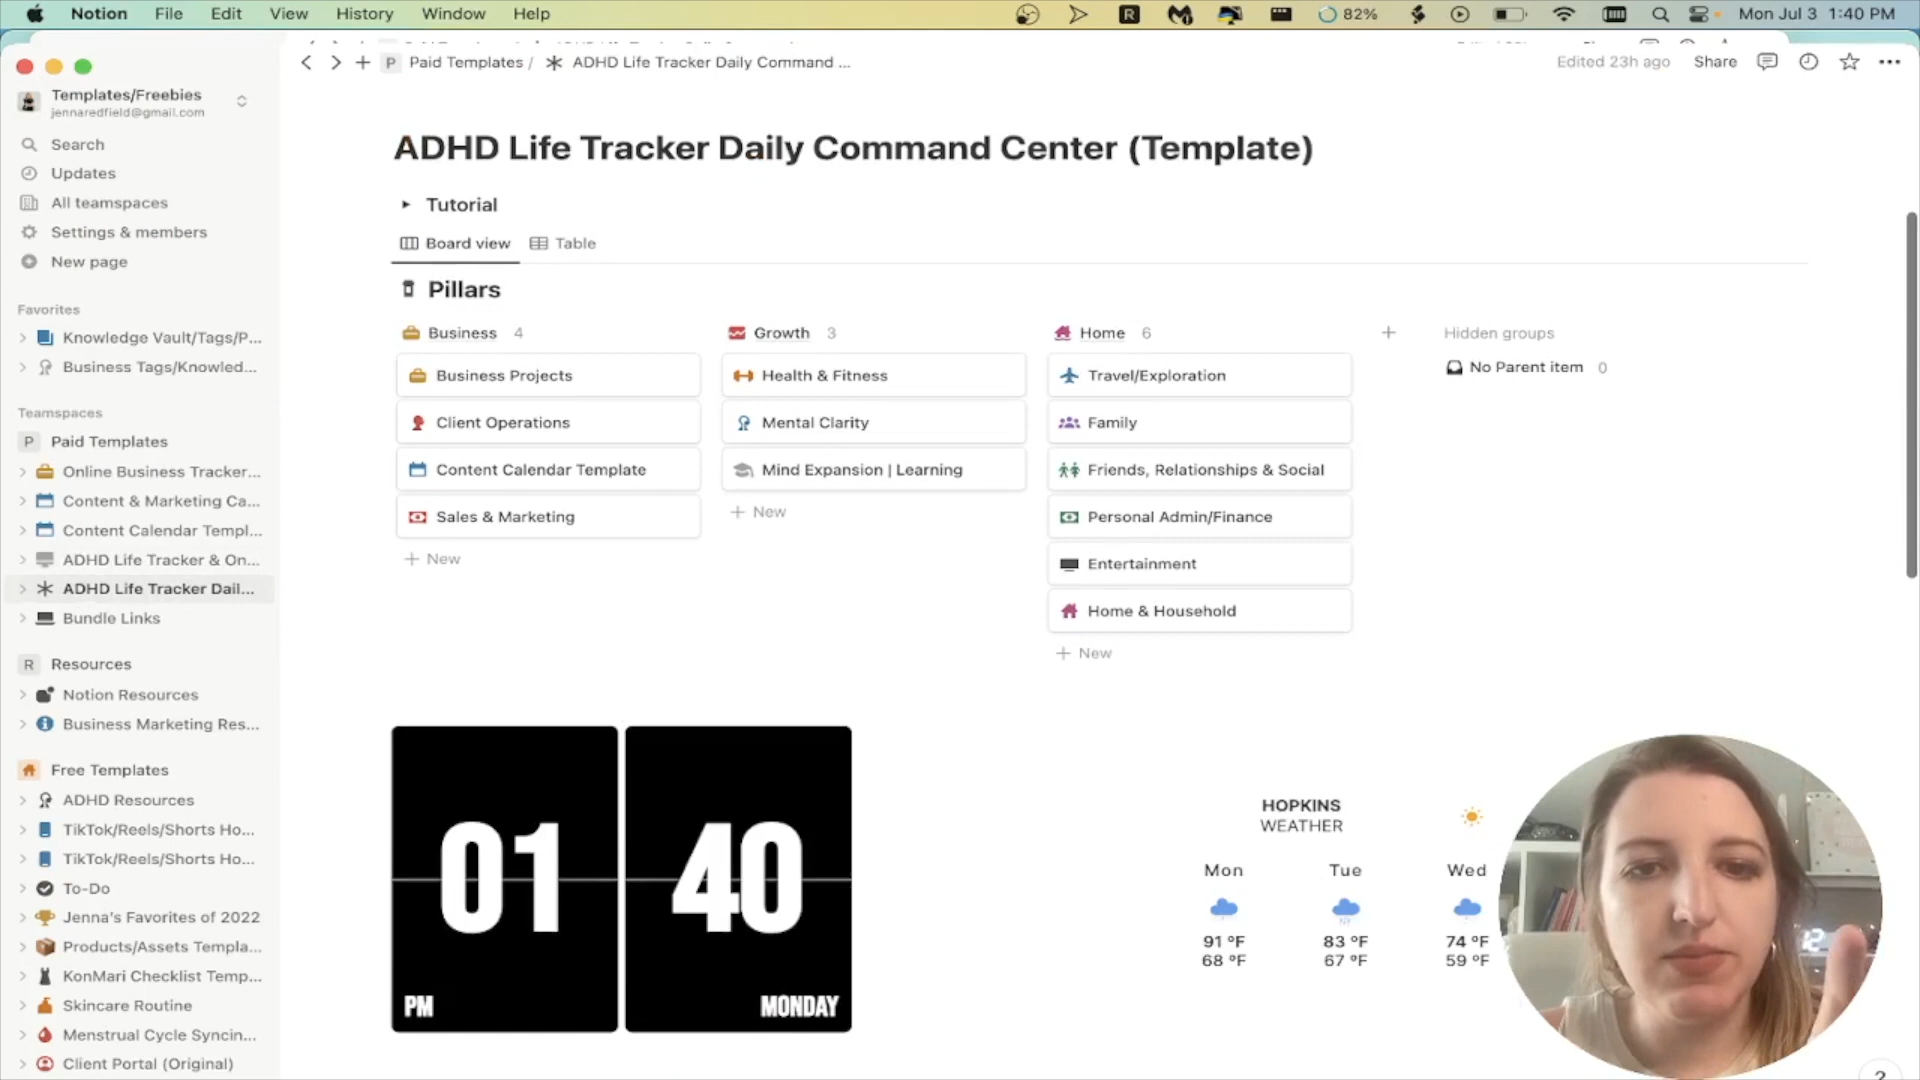 Notion File Edit View History Window Help
82% Mon Jul 3 1:40 PM
Paid Templates / ADHD Life Tracker Daily Command ...
Edited 23h ago Share
Templates/Freebies
jennaredfield@gmail.com
Search
Updates
All teamspaces
Settings & members
New page
Favorites
Knowledge Vault/Tags/P...
Business Tags/Knowled...
Teamspaces
P Paid Templates
Online Business Tracker...
Content & Marketing Ca...
Content Calendar Templ...
ADHD Life Tracker & On...
ADHD Life Tracker Dail...
Bundle Links
R Resources
Notion Resources
Business Marketing Res...
Free Templates
ADHD Resources
TikTok/Reels/Shorts Ho...
TikTok/Reels/Shorts Ho...
To-Do
Jenna's Favorites of 2022
Products/Assets Templa...
KonMari Checklist Temp...
Skincare Routine
Menstrual Cycle Syncin...
Client Portal (Original)
ADHD Life Tracker Daily Command Center (Template)
Tutorial
Board view Table
Pillars
Business 4
Business Projects
Client Operations
Content Calendar Template
Sales & Marketing
+ New
Growth 3
Health & Fitness
Mental Clarity
Mind Expansion | Learning
+ New
Home 6
Travel/Exploration
Family
Friends, Relationships & Social
Personal Admin/Finance
Entertainment
Home & Household
+ New
Hidden groups
No Parent item 0
01 40
PM MONDAY
HOPKINS
WEATHER
Mon Tue Wed
91 °F 83 °F 74 °F
68 °F 67 °F 59 °F